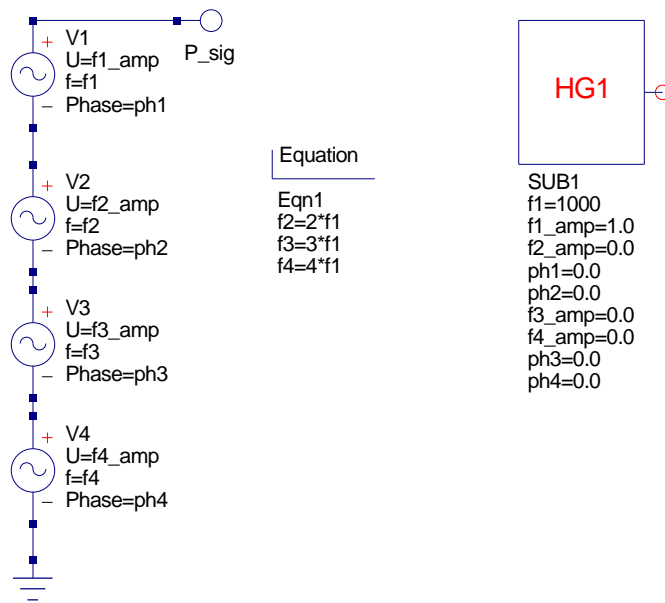 V1
U=f1_amp
f=f1
Phase=ph1
P_sig
V2
U=f2_amp
f=f2
Phase=ph2
V3
U=f3_amp
f=f3
Phase=ph3
V4
U=f4_amp
f=f4
Phase=ph4
Equation
Eqn1
f2=2*f1
f3=3*f1
f4=4*f1
HG1
SUB1
f1=1000
f1_amp=1.0
f2_amp=0.0
ph1=0.0
ph2=0.0
f3_amp=0.0
f4_amp=0.0
ph3=0.0
ph4=0.0